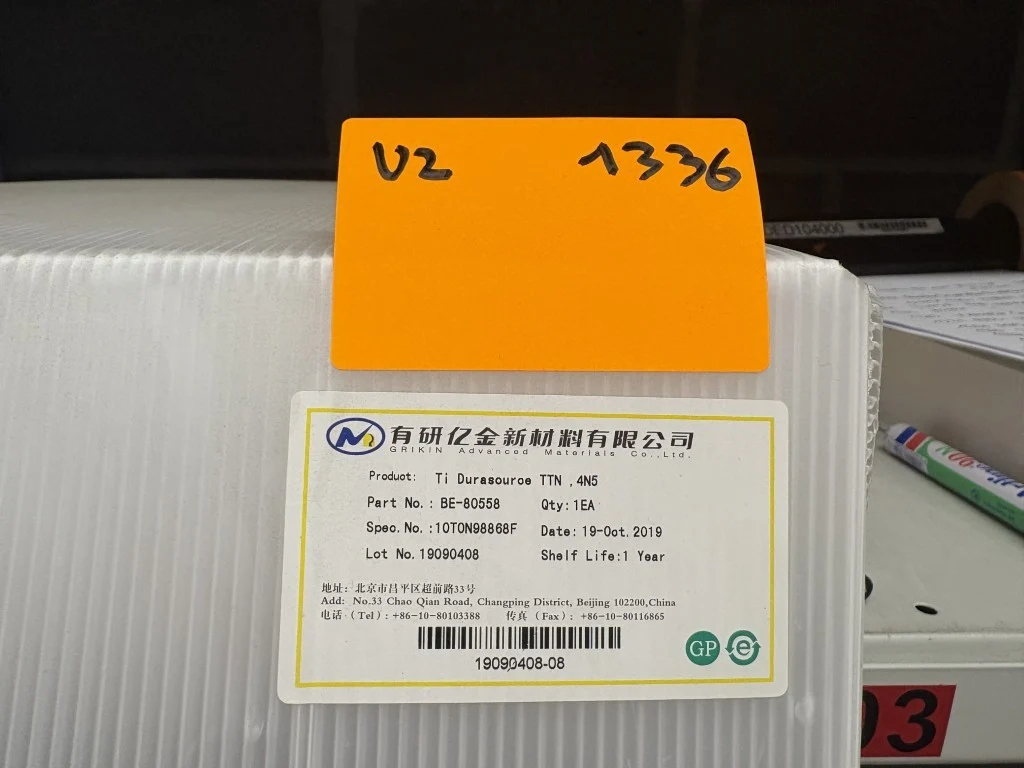 V2 1336
DED104000
有研亿金新材料有限公司
GRIKIN Advanced Materials Co.,Ltd.
Product: Ti Durasouroe TTN ,4N5
Part No.: BE-80558 Qty:1EA
Spec.No.:10TON98868F Date:19-Oct.2019
Lot No.19090408 Shelf Life:1 Year
地址: 北京市昌平区超前路33号
Add: No.33 Chao Qian Road, Changping District, Beijing 102200,China
电话（Tel）: +86-10-80103388 传真（Fax）: +86-10-80116865
19090408-08
GP e
03